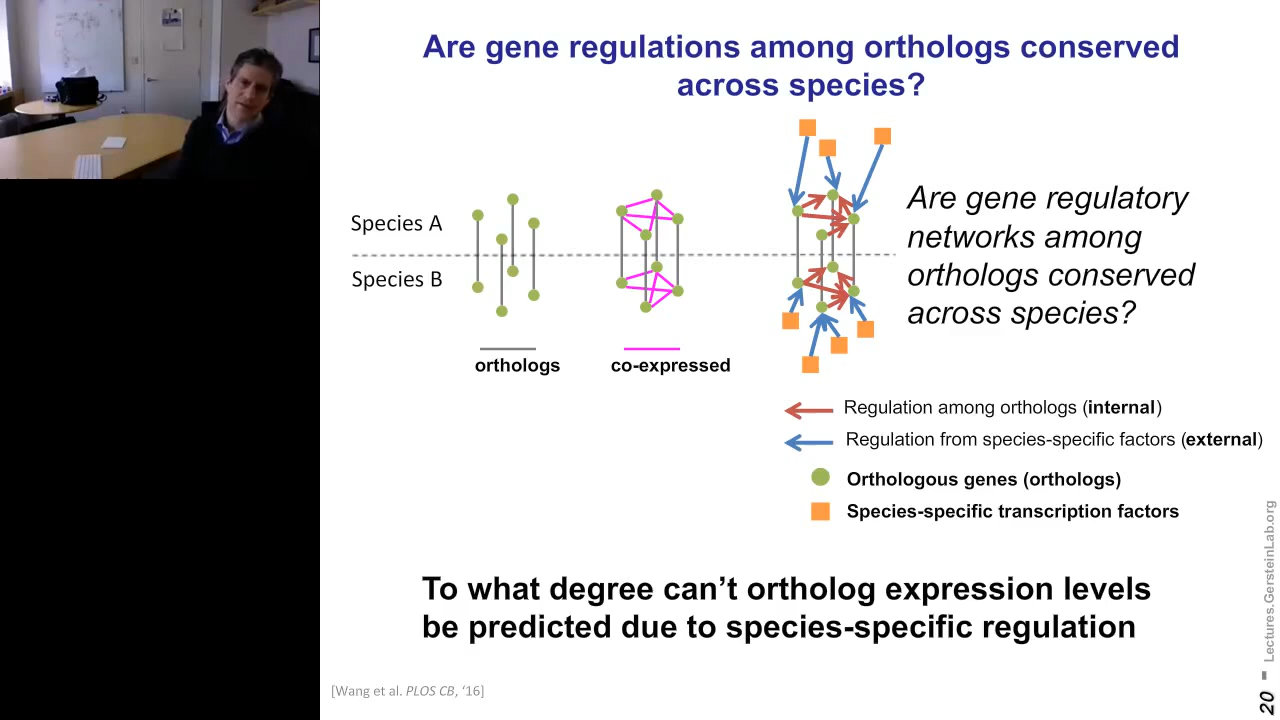 Are gene regulations among orthologs conserved
across species?
Species A
Species B
orthologs
co-expressed
Are gene regulatory
networks among
orthologs conserved
across species?
Regulation among orthologs (internal)
Regulation from species-specific factors (external)
Orthologous genes (orthologs)
Species-specific transcription factors
To what degree can’t ortholog expression levels
be predicted due to species-specific regulation
[Wang et al. PLOS CB, ‘16]
20 - Lectures.GersteinLab.org